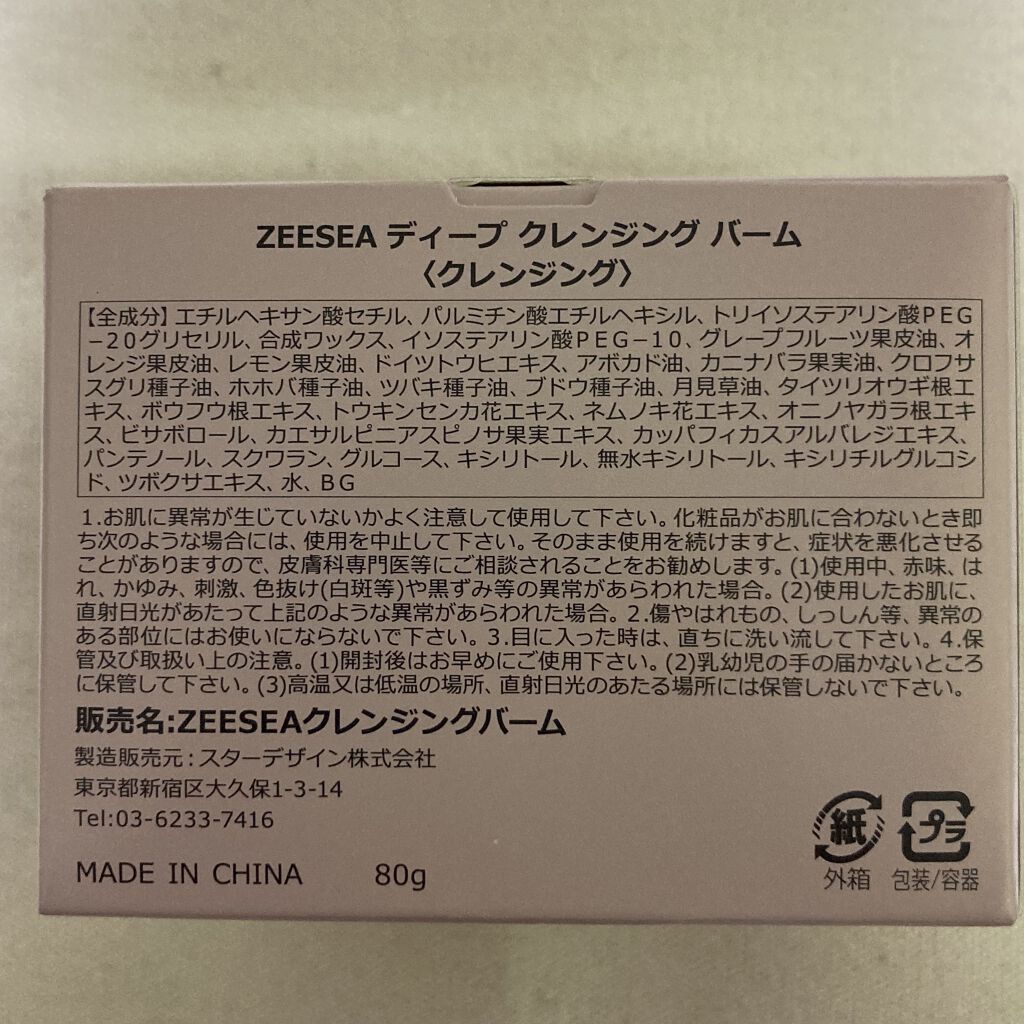 ZEESEA ディープ クレンジング バーム
〈クレンジング〉
【全成分】エチルヘキサン酸セチル、パルミチン酸エチルヘキシル、トリイソステアリン酸PEG
−20グリセリル、合成ワックス、イソステアリン酸PEG−10、グレープフルーツ果皮油、オ
レンジ果皮油、レモン果皮油、ドイツトウヒエキス、アボカド油、カニナバラ果実油、クロフサ
スグリ種子油、ホホバ種子油、ツバキ種子油、ブドウ種子油、月見草油、タイツリオウギ根エ
キス、ボウフウ根エキス、トウキンセンカ花エキス、ネムノキ花エキス、オニノヤガラ根エキ
ス、ビサボロール、カエサルピニアスピノサ果実エキス、カッパフィカスアルバレジエキス、
パンテノール、スクワラン、グルコース、キシリトール、無水キシリトール、キシリチルグルコシ
ド、ツボクサエキス、水、BG
1.お肌に異常が生じていないかよく注意して使用して下さい。化粧品がお肌に合わないとき即
ち次のような場合には、使用を中止して下さい。そのまま使用を続けますと、症状を悪化させる
ことがありますので、皮膚科専門医等にご相談されることをお勧めします。(1)使用中、赤味、は
れ、かゆみ、刺激、色抜け(白斑等)や黒ずみ等の異常があらわれた場合。(2)使用したお肌に、
直射日光があたって上記のような異常があらわれた場合。2.傷やはれもの、しっしん等、異常の
ある部位にはお使いにならないで下さい。3.目に入った時は、直ちに洗い流して下さい。4.保
管及び取扱い上の注意。(1)開封後はお早めにご使用下さい。(2)乳幼児の手の届かないところ
に保管して下さい。(3)高温又は低温の場所、直射日光のあたる場所には保管しないで下さい。
販売名:ZEESEAクレンジングバーム
製造販売元:スターデザイン株式会社
東京都新宿区大久保1-3-14
Tel:03-6233-7416
MADE IN CHINA 80g
紙 プラ
外箱 包装/容器